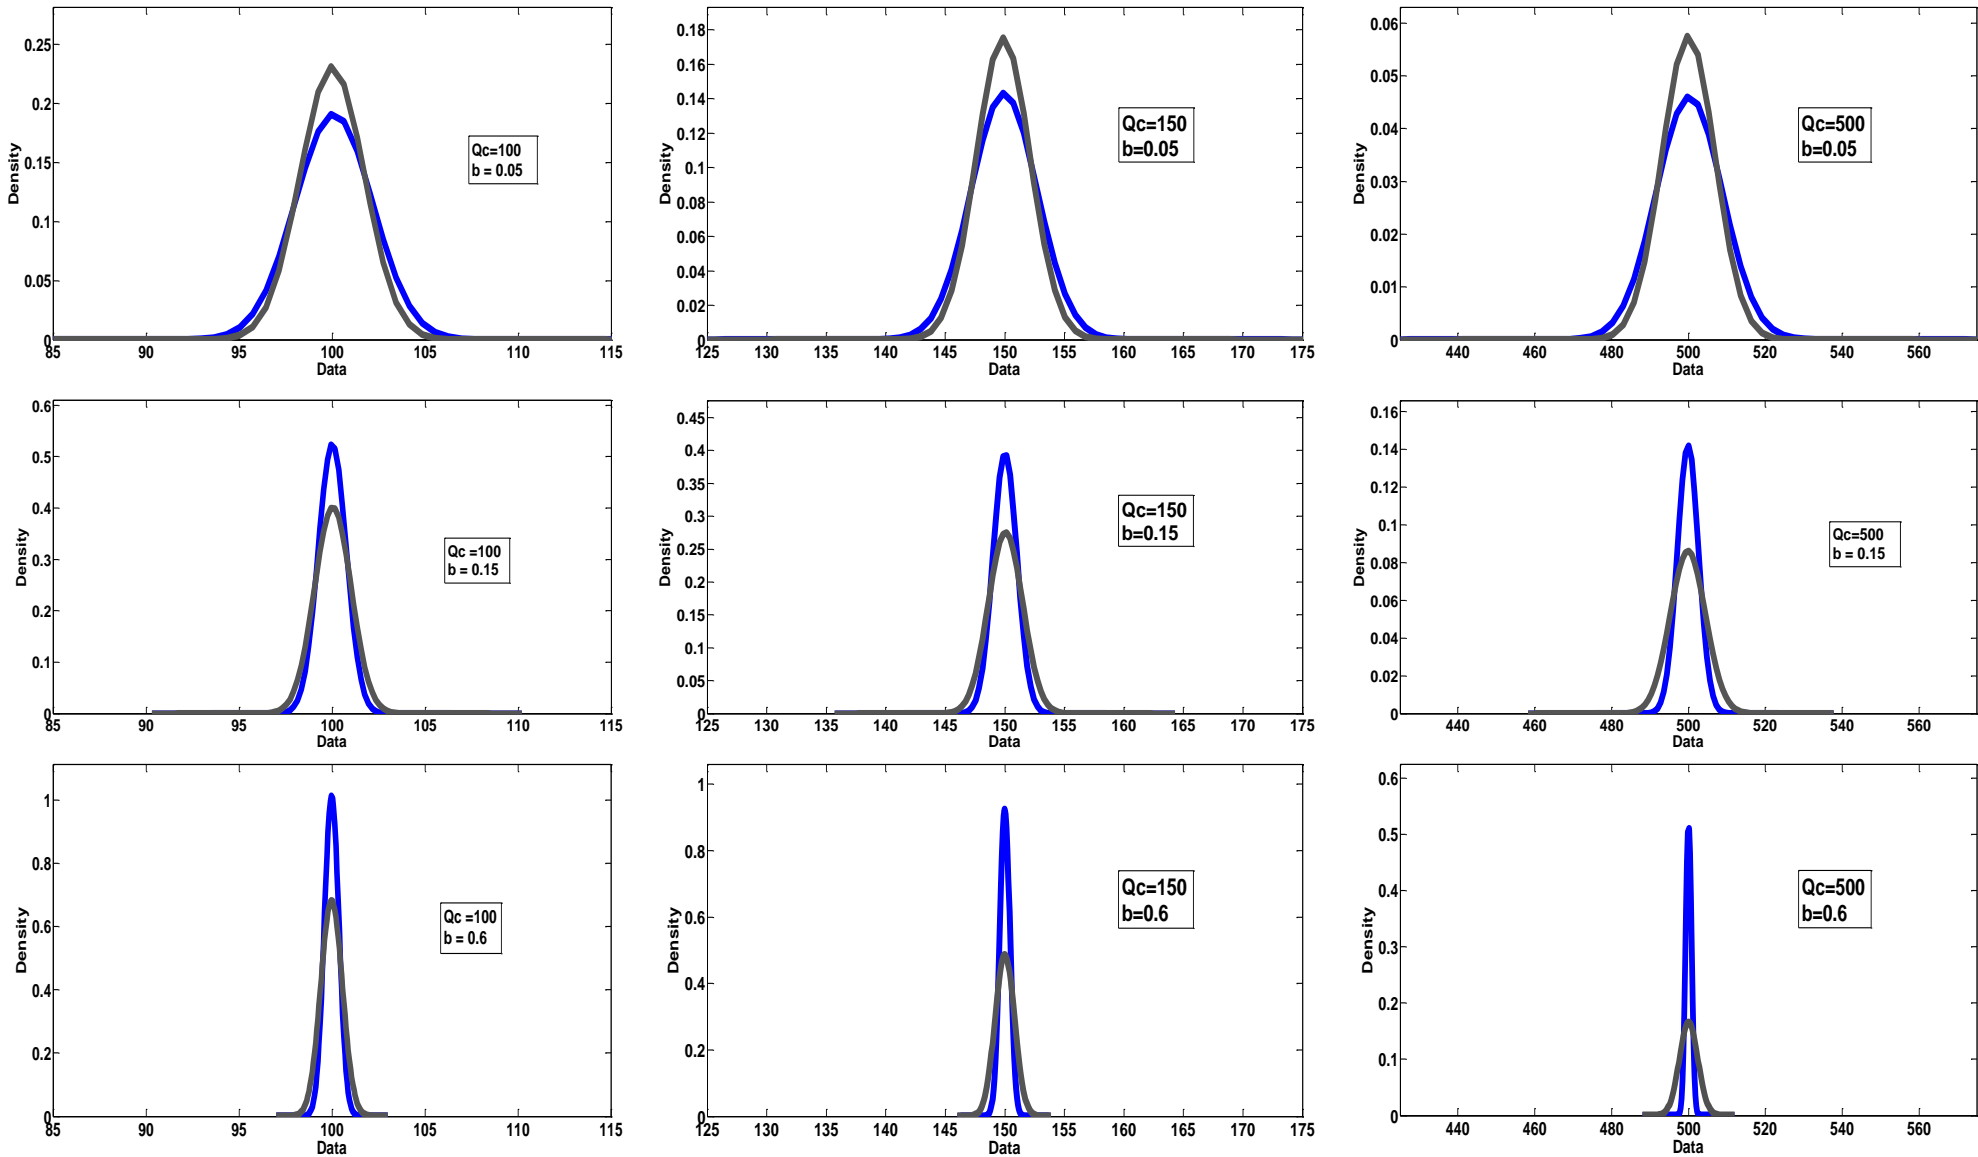 0.25
0.2
0.15
0.1
0.05
0
Density
Qc=100
b = 0.05
85 90 95 100 105 110 115
Data
0.18
0.16
0.14
0.12
0.1
0.08
0.06
0.04
0.02
0
Density
Qc=150
b=0.05
125 130 135 140 145 150 155 160 165 170 175
Data
0.06
0.05
0.04
0.03
0.02
0.01
0
Density
Qc=500
b=0.05
440 460 480 500 520 540 560
Data
0.6
0.5
0.4
0.3
0.2
0.1
0
Density
Qc =100
b = 0.15
85 90 95 100 105 110 115
Data
0.45
0.4
0.35
0.3
0.25
0.2
0.15
0.1
0.05
0
Density
Qc=150
b=0.15
125 130 135 140 145 150 155 160 165 170 175
Data
0.16
0.14
0.12
0.1
0.08
0.06
0.04
0.02
0
Density
Qc=500
b = 0.15
440 460 480 500 520 540 560
Data
1
0.8
0.6
0.4
0.2
0
Density
Qc =100
b = 0.6
85 90 95 100 105 110 115
Data
1
0.8
0.6
0.4
0.2
0
Density
Qc=150
b=0.6
125 130 135 140 145 150 155 160 165 170 175
Data
0.6
0.5
0.4
0.3
0.2
0.1
0
Density
Qc=500
b=0.6
440 460 480 500 520 540 560
Data